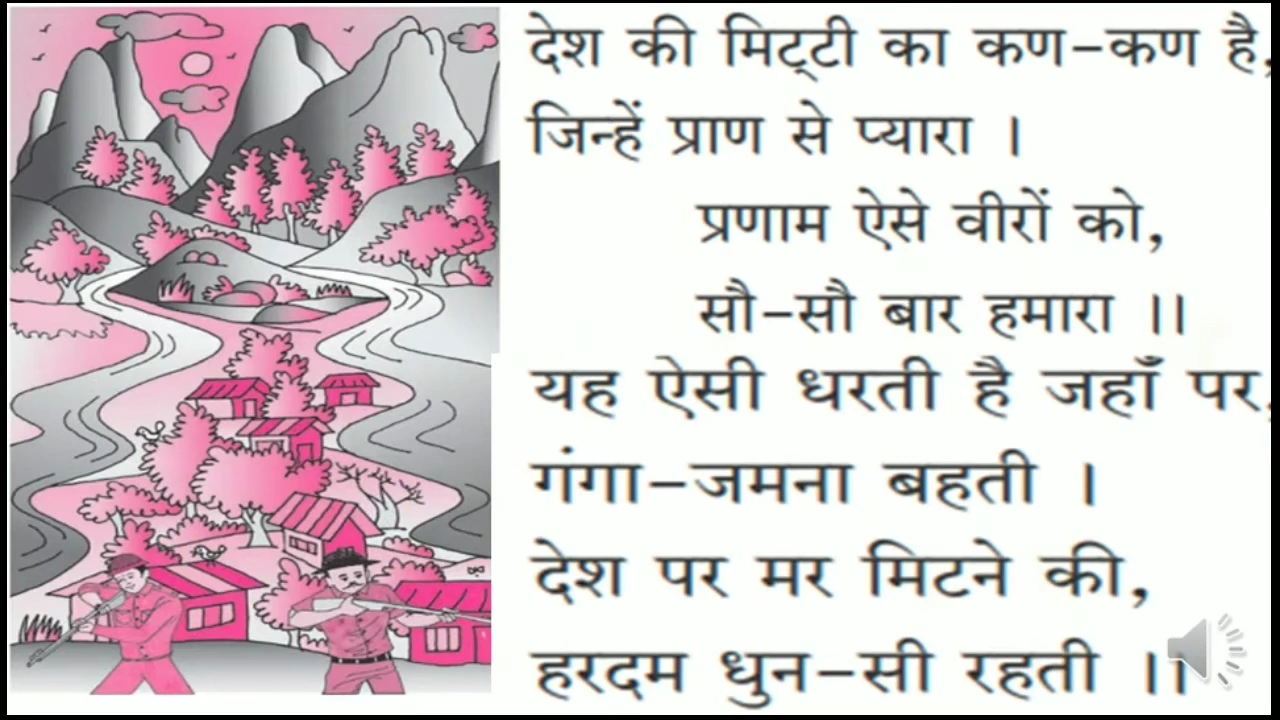 देश की मिट्टी का कण-कण है,
जिन्हें प्राण से प्यारा ।
प्रणाम ऐसे वीरों को,
सौ-सौ बार हमारा ।।
यह ऐसी धरती है जहाँ पर,
गंगा-जमना बहती ।
देश पर मर मिटने की,
हरदम धुन-सी रहती ।।